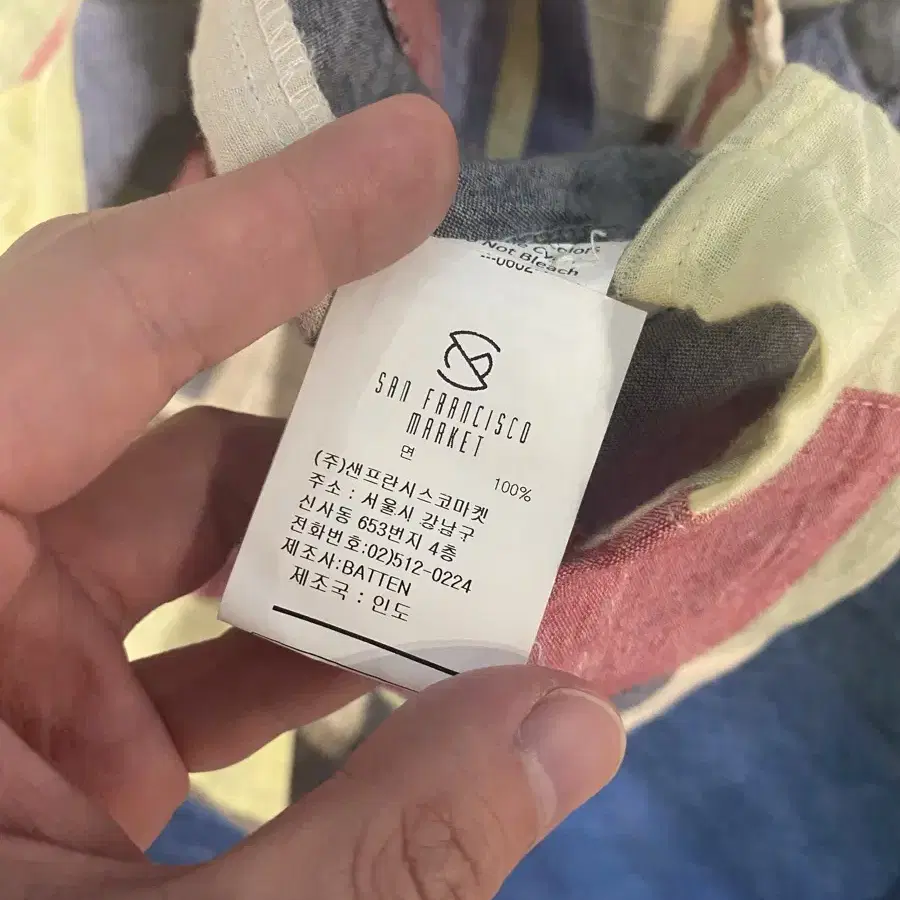 Colors
Not Bleach
SAN FRANCISCO
MARKET
면 100%
(주)샌프란시스코마켓
주소 : 서울시 강남구
신사동 653번지 4층
전화번호:02)512-0224
제조사:BATTEN
제조국 : 인도